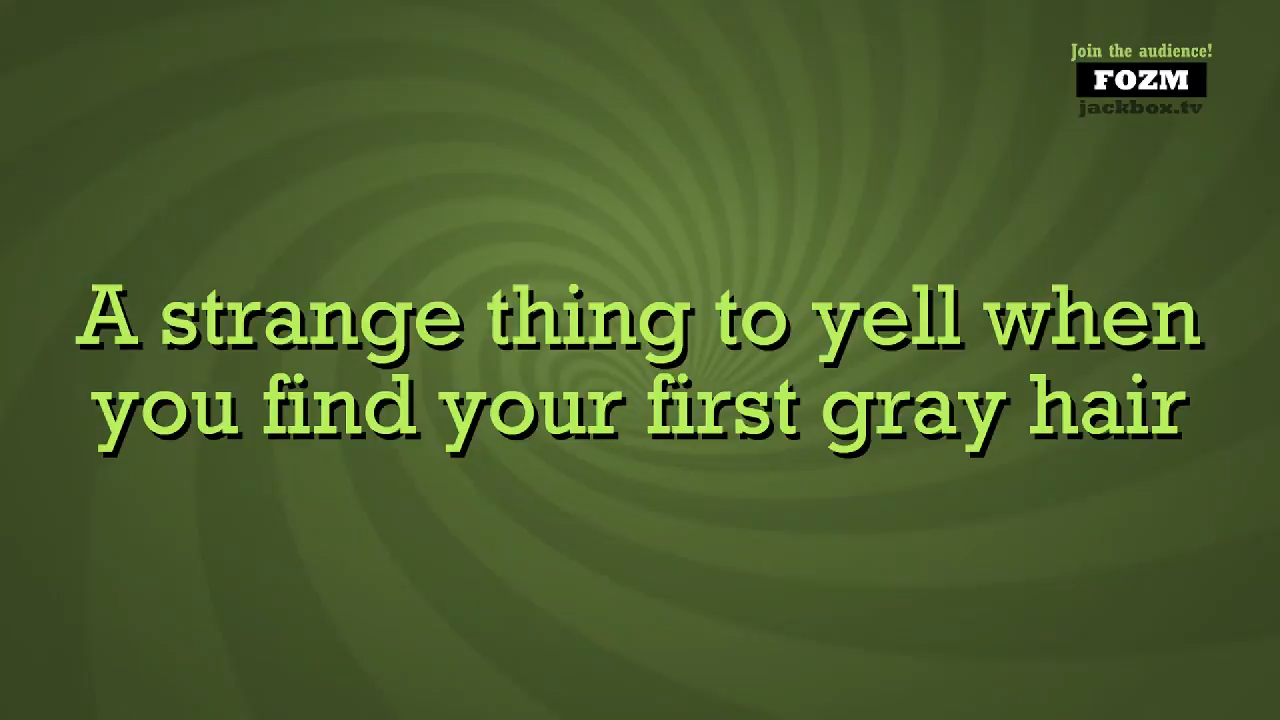 Join the audience!
FOZM
jackbox.tv
A strange thing to yell when
you find your first gray hair